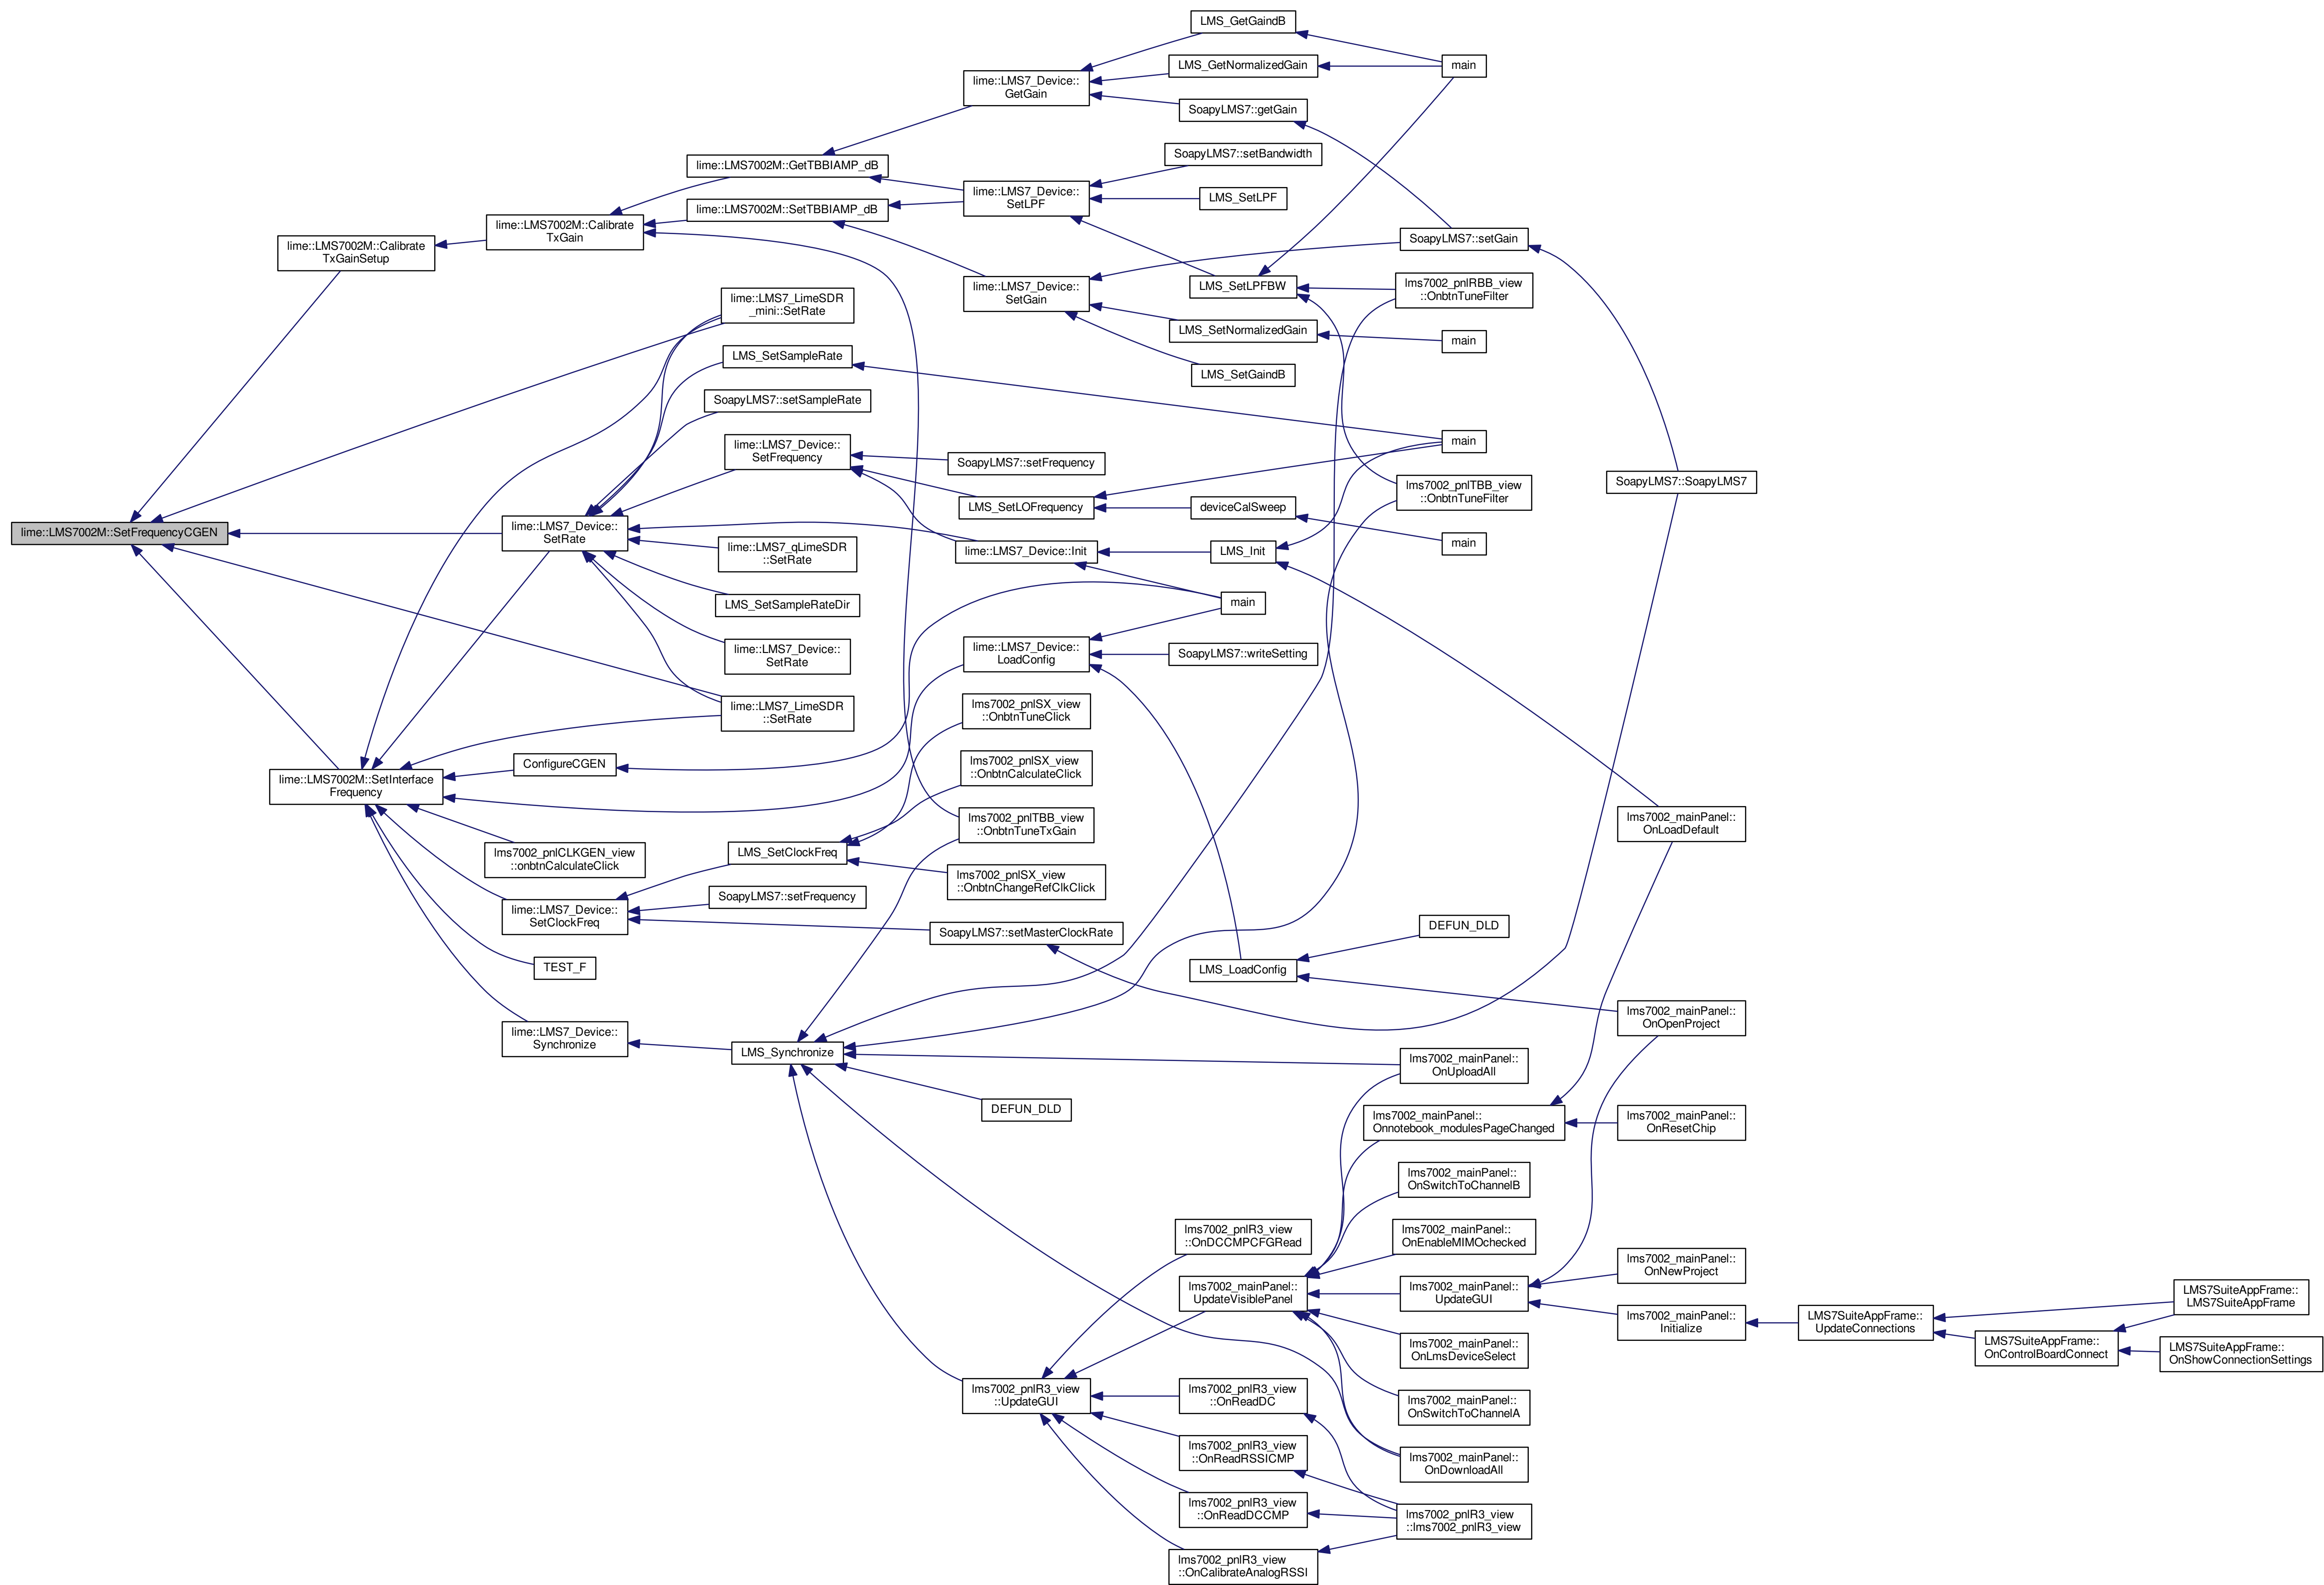 LMS_GetGaindB
LMS_GetNormalizedGain
main
lime::LMS7_Device::
GetGain
SoapyLMS7::getGain
SoapyLMS7::setBandwidth
lime::LMS7002M::GetTBBIAMP_dB
lime::LMS7_Device::
SetLPF
LMS_SetLPF
lime::LMS7002M::SetTBBIAMP_dB
lime::LMS7002M::Calibrate
TxGain
SoapyLMS7::setGain
lime::LMS7002M::Calibrate
TxGainSetup
lime::LMS7_Device::
SetGain
LMS_SetLPFBW
lms7002_pnlRBB_view
::OnbtnTuneFilter
lime::LMS7_LimeSDR
_mini::SetRate
LMS_SetNormalizedGain
main
LMS_SetSampleRate
LMS_SetGaindB
SoapyLMS7::setSampleRate
lime::LMS7_Device::
SetFrequency
main
SoapyLMS7::setFrequency
SoapyLMS7::SoapyLMS7
lms7002_pnlTBB_view
::OnbtnTuneFilter
LMS_SetLOFrequency
deviceCalSweep
lime::LMS7002M::SetFrequencyCGEN
lime::LMS7_Device::
SetRate
main
lime::LMS7_qLimeSDR
::SetRate
lime::LMS7_Device::Init
LMS_Init
LMS_SetSampleRateDir
main
lime::LMS7_Device::
SetRate
lime::LMS7_Device::
LoadConfig
SoapyLMS7::writeSetting
lime::LMS7_LimeSDR
::SetRate
lms7002_pnlSX_view
::OnbtnTuneClick
lime::LMS7002M::SetInterface
Frequency
ConfigureCGEN
lms7002_pnlSX_view
::OnbtnCalculateClick
lms7002_pnlTBB_view
::OnbtnTuneTxGain
lms7002_mainPanel::
OnLoadDefault
lms7002_pnlCLKGEN_view
::onbtnCalculateClick
LMS_SetClockFreq
lms7002_pnlSX_view
::OnbtnChangeRefClkClick
SoapyLMS7::setFrequency
lime::LMS7_Device::
SetClockFreq
SoapyLMS7::setMasterClockRate
DEFUN_DLD
TEST_F
LMS_LoadConfig
lms7002_mainPanel::
OnOpenProject
lime::LMS7_Device::
Synchronize
LMS_Synchronize
lms7002_mainPanel::
OnUploadAll
DEFUN_DLD
lms7002_mainPanel::
Onnotebook_modulesPageChanged
lms7002_mainPanel::
OnResetChip
lms7002_mainPanel::
OnSwitchToChannelB
lms7002_pnlR3_view
::OnDCCMPCFGRead
lms7002_mainPanel::
OnEnableMIMOchecked
lms7002_mainPanel::
OnNewProject
lms7002_mainPanel::
UpdateVisiblePanel
lms7002_mainPanel::
UpdateGUI
LMS7SuiteAppFrame::
LMS7SuiteAppFrame
lms7002_mainPanel::
Initialize
LMS7SuiteAppFrame::
UpdateConnections
lms7002_mainPanel::
OnLmsDeviceSelect
LMS7SuiteAppFrame::
OnControlBoardConnect
LMS7SuiteAppFrame::
OnShowConnectionSettings
lms7002_pnlR3_view
::UpdateGUI
lms7002_pnlR3_view
::OnReadDC
lms7002_mainPanel::
OnSwitchToChannelA
lms7002_pnlR3_view
::OnReadRSSICMP
lms7002_mainPanel::
OnDownloadAll
lms7002_pnlR3_view
::OnReadDCCMP
lms7002_pnlR3_view
::lms7002_pnlR3_view
lms7002_pnlR3_view
::OnCalibrateAnalogRSSI